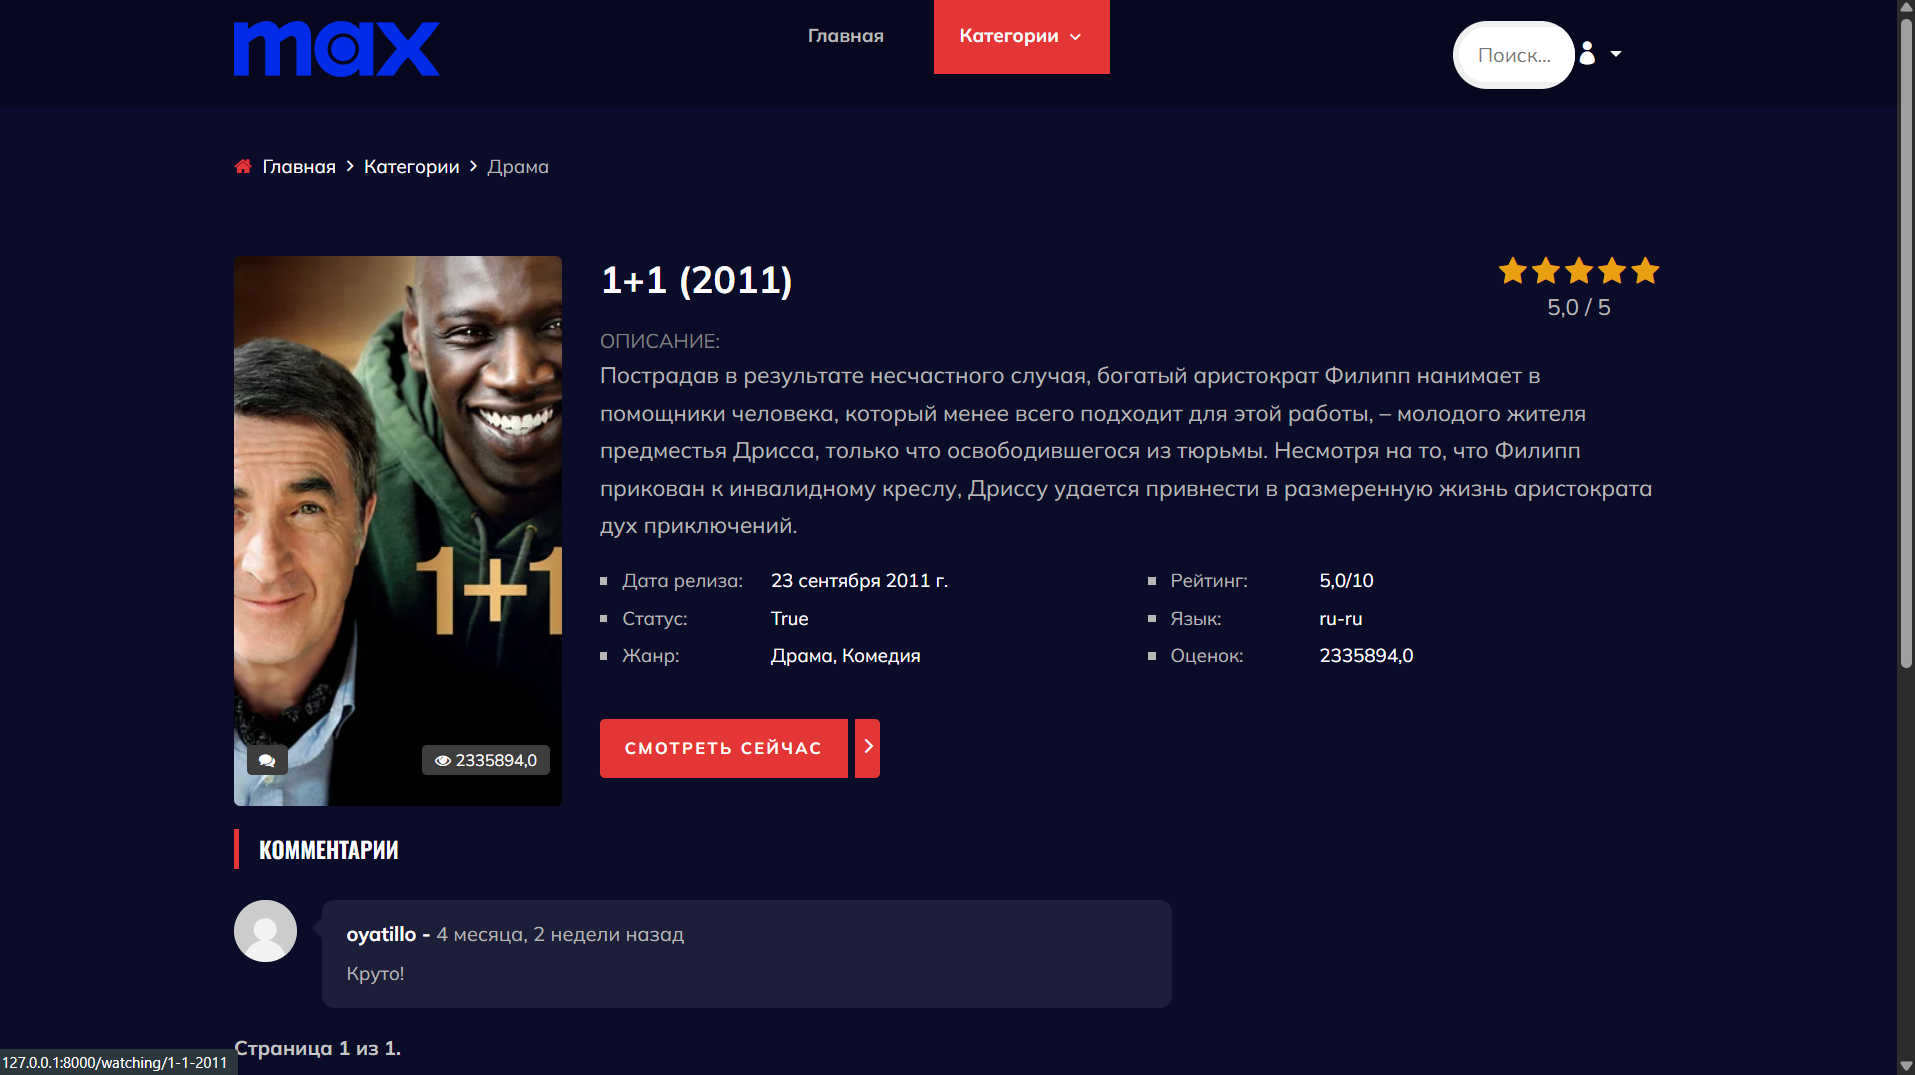 max
Главная
Категории
Поиск...
Главная > Категории > Драма
1+1 (2011)
5,0 / 5
ОПИСАНИЕ:
Пострадав в результате несчастного случая, богатый аристократ Филипп нанимает в
помощники человека, который менее всего подходит для этой работы, – молодого жителя
предместья Дрисса, только что освободившегося из тюрьмы. Несмотря на то, что Филипп
прикован к инвалидному креслу, Дриссу удается привнести в размеренную жизнь аристократа
дух приключений.
1+1
Дата релиза: 23 сентября 2011 г.
Статус: True
Жанр: Драма, Комедия
Рейтинг: 5,0/10
Язык: ru-ru
Оценок: 2335894,0
СМОТРЕТЬ СЕЙЧАС
2335894,0
КОММЕНТАРИИ
oyatillo - 4 месяца, 2 недели назад
Круто!
Страница 1 из 1.
127.0.0.1:8000/watching/1-1-2011